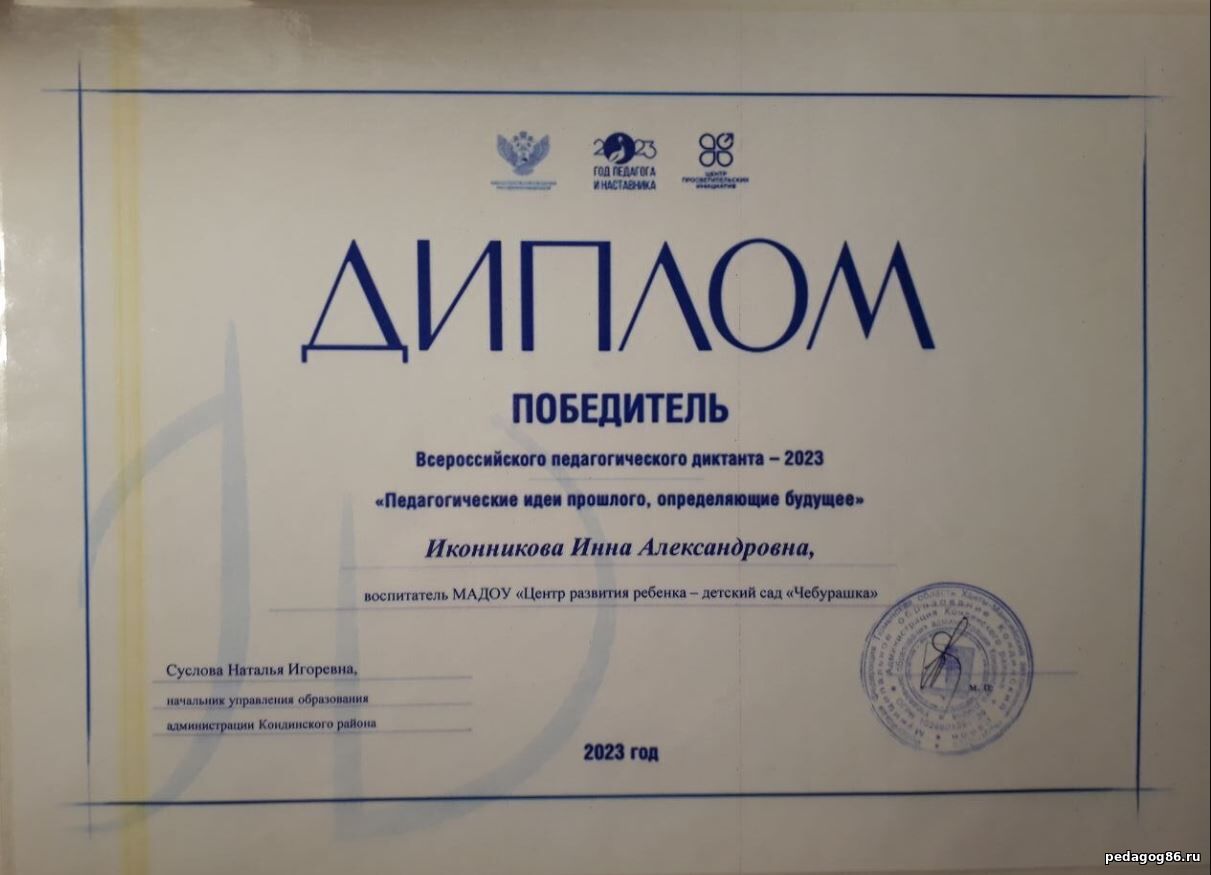 2023
ГОД ПЕДАГОГА
И НАСТАВНИКА
ЦЕНТР
ПРОСВЕТИТЕЛЬСКИХ
ИНИЦИАТИВ
ДИПЛОМ
ПОБЕДИТЕЛЬ
Всероссийского педагогического диктанта – 2023
«Педагогические идеи прошлого, определяющие будущее»
Иконникова Инна Александровна,
воспитатель МАДОУ «Центр развития ребенка – детский сад «Чебурашка»
Суслова Наталья Игоревна,
начальник управления образования
администрации Кондинского района
М. П.
2023 год
pedagog86.ru